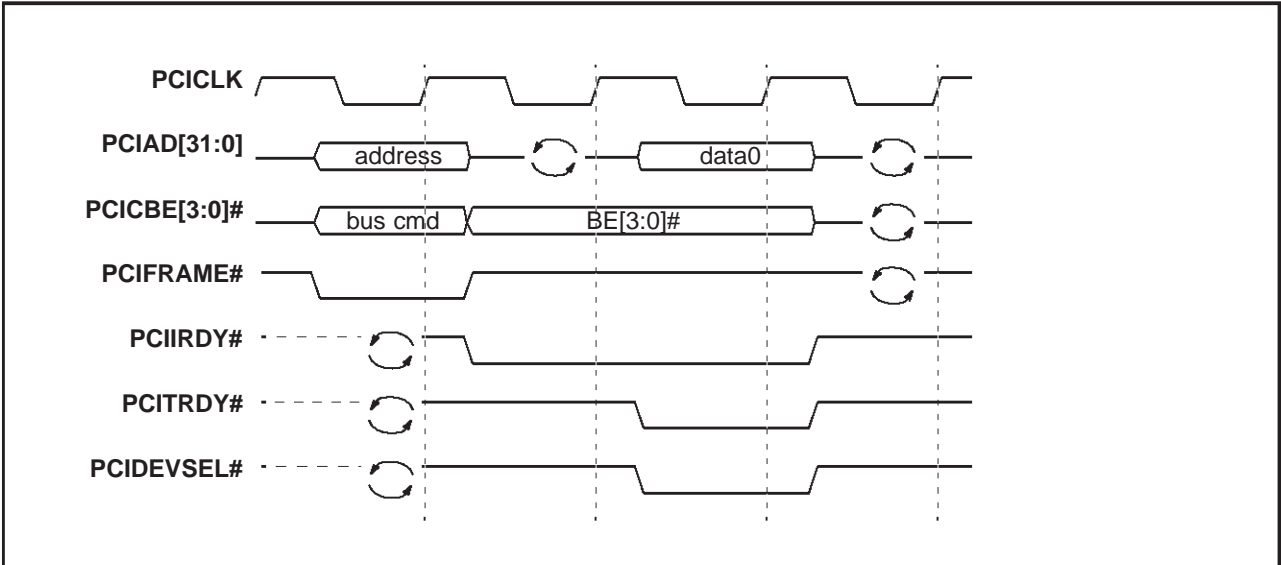 PCICLK
PCIAD[31:0] address data0
PCICBE[3:0]# bus cmd BE[3:0]#
PCIFRAME#
PCIIRDY#
PCITRDY#
PCIDEVSEL#